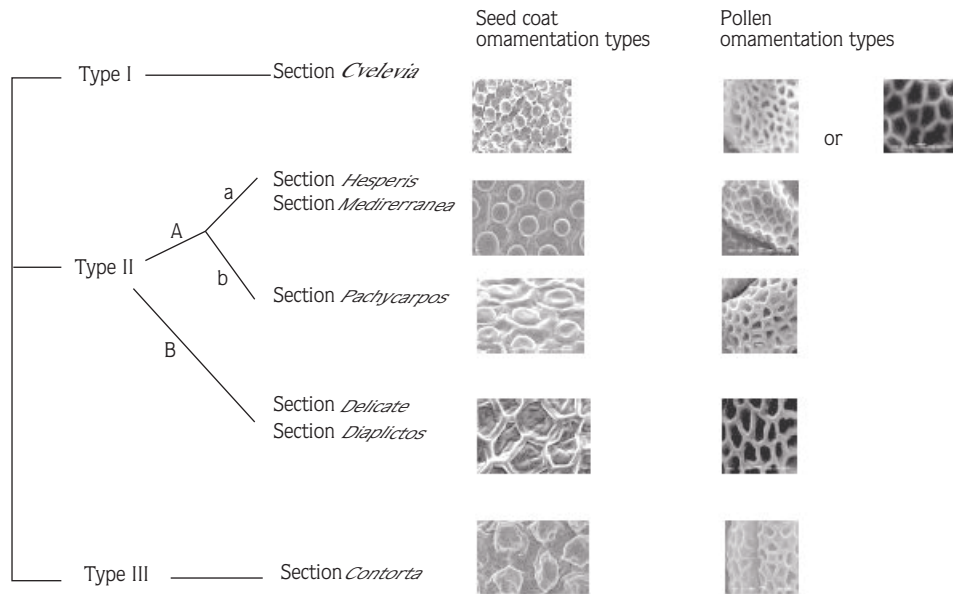 Seed coat
omamentation types
Pollen
omamentation types
Type I
Section Cvelevia
or
Section Hesperis
Section Medirerranea
a
A
Type II
b
Section Pachycarpos
B
Section Delicate
Section Diaplictos
Type III
Section Contorta